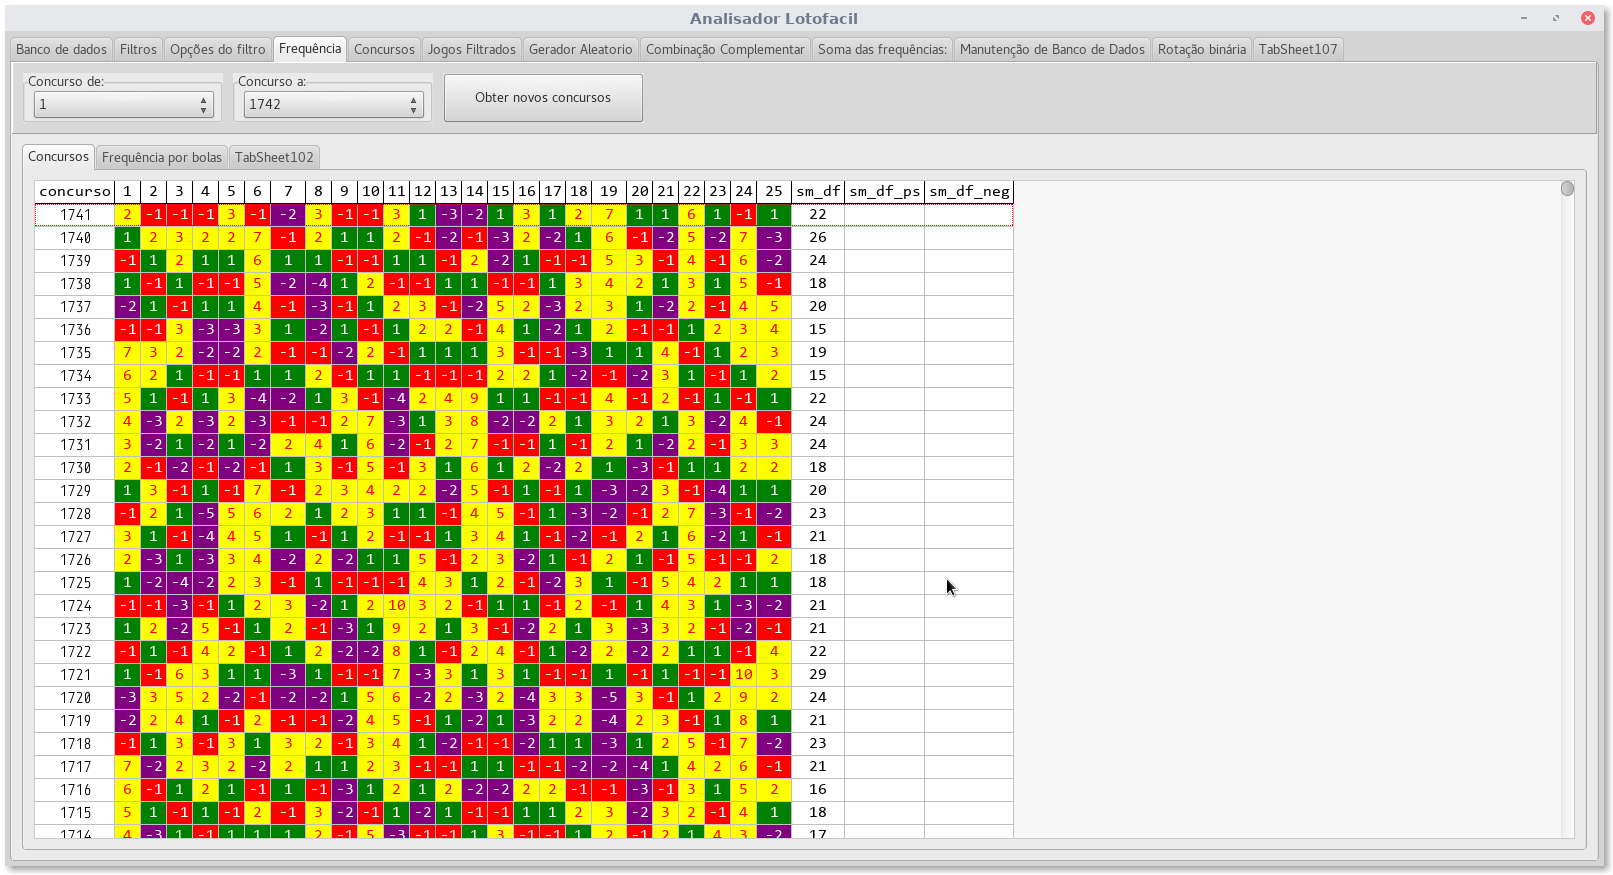 Analisador Lotofacil
Banco de dados Filtros Opções do filtro Frequência Concursos Jogos Filtrados Gerador Aleatorio Combinação Complementar Soma das frequências: Manutenção de Banco de Dados Rotação binária TabSheet107
Concurso de: Concurso a:
1 1742 Obter novos concursos
Concursos Frequência por bolas TabSheet102
concurso 1 2 3 4 5 6 7 8 9 10 11 12 13 14 15 16 17 18 19 20 21 22 23 24 25 sm_df sm_df_ps sm_df_neg
1741 2 -1 -1 -1 3 -1 -2 3 -1 -1 3 1 -3 -2 1 3 1 2 7 1 1 6 1 -1 1 22
1740 1 2 3 2 2 7 -1 2 1 1 2 -1 -2 -1 -3 2 -2 1 6 -1 -2 5 -2 7 -3 26
1739 -1 1 2 1 1 6 1 1 -1 -1 1 1 -1 2 -2 1 -1 -1 5 3 -1 4 -1 6 -2 24
1738 1 -1 1 -1 -1 5 -2 -4 1 2 -1 -1 1 1 -1 -1 1 3 4 2 1 3 1 5 -1 18
1737 -2 1 -1 1 1 4 -1 -3 -1 1 2 3 -1 -2 5 2 -3 2 3 1 -2 2 -1 4 5 20
1736 -1 -1 3 -3 -3 3 1 -2 1 -1 1 2 2 -1 4 1 -2 1 2 -1 -1 1 2 3 4 15
1735 7 3 2 -2 -2 2 -1 -1 -2 2 -1 1 1 1 3 -1 -1 -3 1 1 4 -1 1 2 3 19
1734 6 2 1 -1 -1 1 1 2 -1 1 1 -1 -1 -1 2 2 1 -2 -1 -2 3 1 -1 1 2 15
1733 5 1 -1 1 3 -4 -2 1 3 -1 -4 2 4 9 1 1 -1 -1 4 -1 2 -1 1 -1 1 22
1732 4 -3 2 -3 2 -3 -1 -1 2 7 -3 1 3 8 -2 -2 2 1 3 2 1 3 -2 4 -1 24
1731 3 -2 1 -2 1 -2 2 4 1 6 -2 -1 2 7 -1 -1 1 -1 2 1 -2 2 -1 3 3 24
1730 2 -1 -2 -1 -2 -1 1 3 -1 5 -1 3 1 6 1 2 -2 2 1 -3 -1 1 1 2 2 18
1729 1 3 -1 1 -1 7 -1 2 3 4 2 2 -2 5 -1 1 -1 1 -3 -2 3 -1 -4 1 1 20
1728 -1 2 1 -5 5 6 2 1 2 3 1 1 -1 4 5 -1 1 -3 -2 -1 2 7 -3 -1 -2 23
1727 3 1 -1 -4 4 5 1 -1 1 2 -1 -1 1 3 4 1 -1 -2 -1 2 1 6 -2 1 -1 21
1726 2 -3 1 -3 3 4 -2 2 -2 1 1 5 -1 2 3 -2 1 -1 2 1 -1 5 -1 -1 2 18
1725 1 -2 -4 -2 2 3 -1 1 -1 -1 -1 4 3 1 2 -1 -2 3 1 -1 5 4 2 1 1 18
1724 -1 -1 -3 -1 1 2 3 -2 1 2 10 3 2 -1 1 1 -1 2 -1 1 4 3 1 -3 -2 21
1723 1 2 -2 5 -1 1 2 -1 -3 1 9 2 1 3 -1 -2 2 1 3 -3 3 2 -1 -2 -1 21
1722 -1 1 -1 4 2 -1 1 2 -2 -2 8 1 -1 2 4 -1 1 -2 2 -2 2 1 1 -1 4 22
1721 1 -1 6 3 1 1 -3 1 -1 -1 7 -3 3 1 3 1 -1 -1 1 -1 1 -1 -1 10 3 29
1720 -3 3 5 2 -2 -1 -2 -2 1 5 6 -2 2 -3 2 -4 3 3 -5 3 -1 1 2 9 2 24
1719 -2 2 4 1 -1 2 -1 -1 -2 4 5 -1 1 -2 1 -3 2 2 -4 2 3 -1 1 8 1 21
1718 -1 1 3 -1 3 1 3 2 -1 3 4 1 -2 -1 -1 -2 1 1 -3 1 2 5 -1 7 -2 23
1717 7 -2 2 3 2 -2 2 1 1 2 3 -1 -1 1 1 -1 -1 -2 -2 -4 1 4 2 6 -1 21
1716 6 -1 1 2 1 -1 1 -1 -3 1 2 1 2 -2 -2 2 2 -1 -1 -3 -1 3 1 5 2 16
1715 5 1 -1 1 -1 2 -1 3 -2 -1 1 -2 1 -1 -1 1 1 2 3 -2 3 2 -1 4 1 18
1714 4 -3 1 -1 1 1 1 2 -1 5 -3 -1 -1 1 3 -1 -1 1 2 -1 2 1 4 3 -2 17